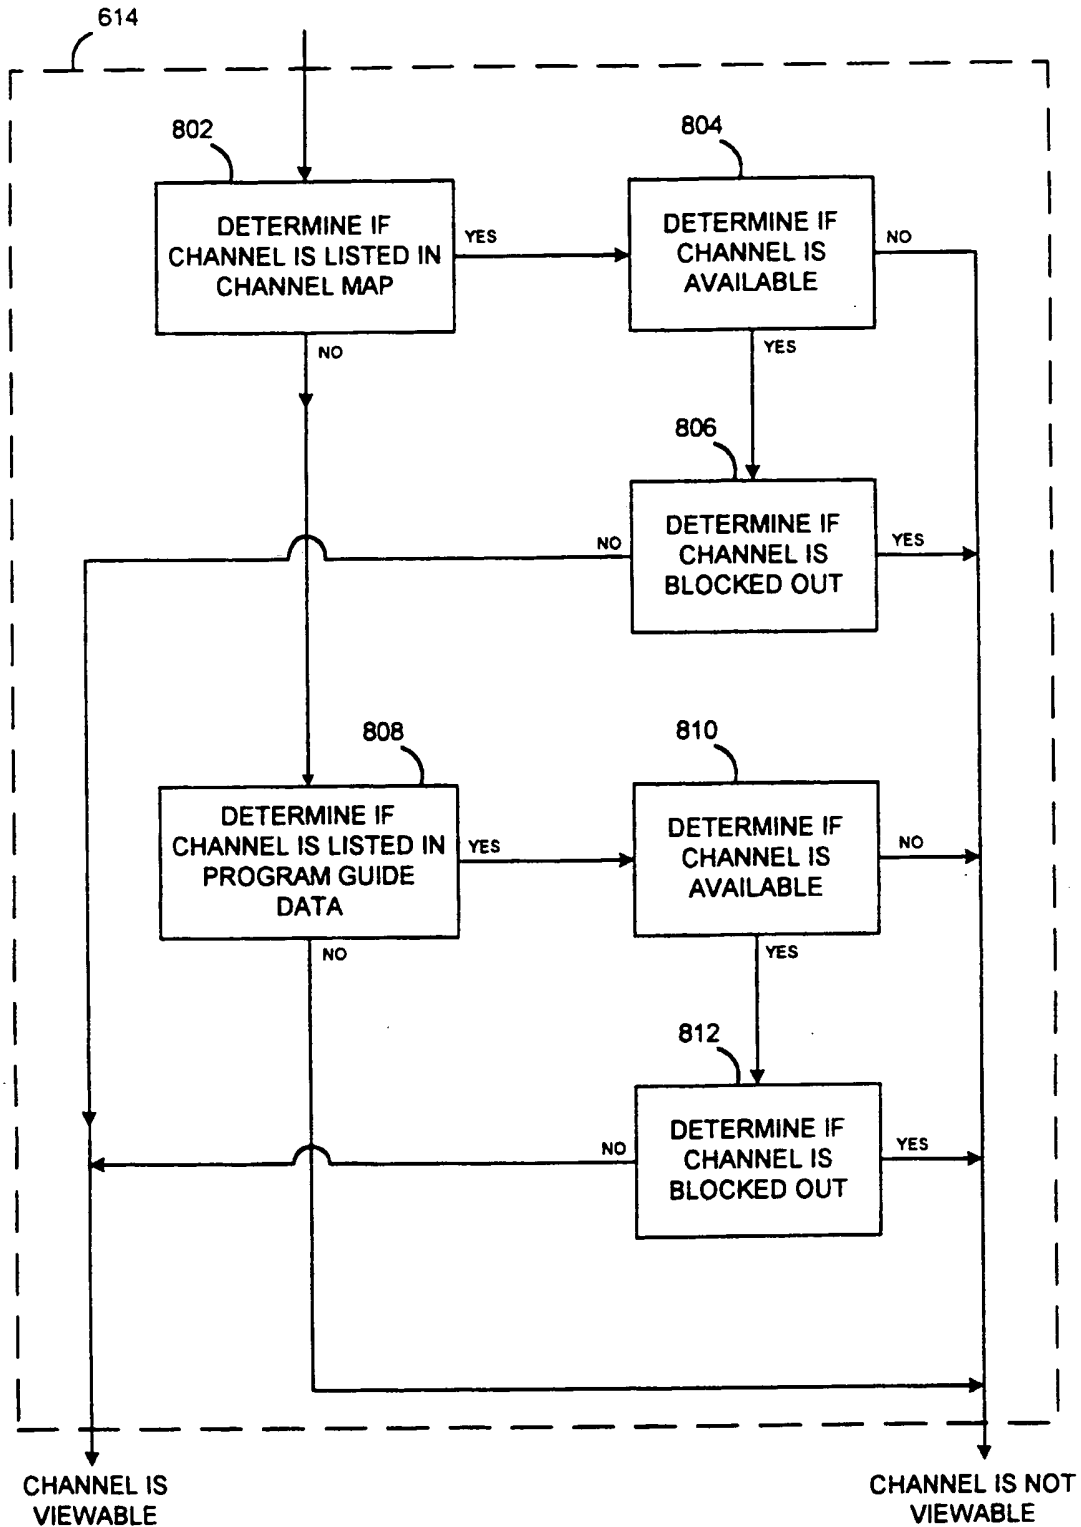 614
802
804
DETERMINE IF
CHANNEL IS LISTED IN
CHANNEL MAP
YES
DETERMINE IF
CHANNEL IS
AVAILABLE
NO
NO
YES
806
DETERMINE IF
CHANNEL IS
BLOCKED OUT
NO
YES
808
810
DETERMINE IF
CHANNEL IS LISTED IN
PROGRAM GUIDE
DATA
YES
DETERMINE IF
CHANNEL IS
AVAILABLE
NO
NO
YES
812
DETERMINE IF
CHANNEL IS
BLOCKED OUT
NO
YES
CHANNEL IS
VIEWABLE
CHANNEL IS NOT
VIEWABLE